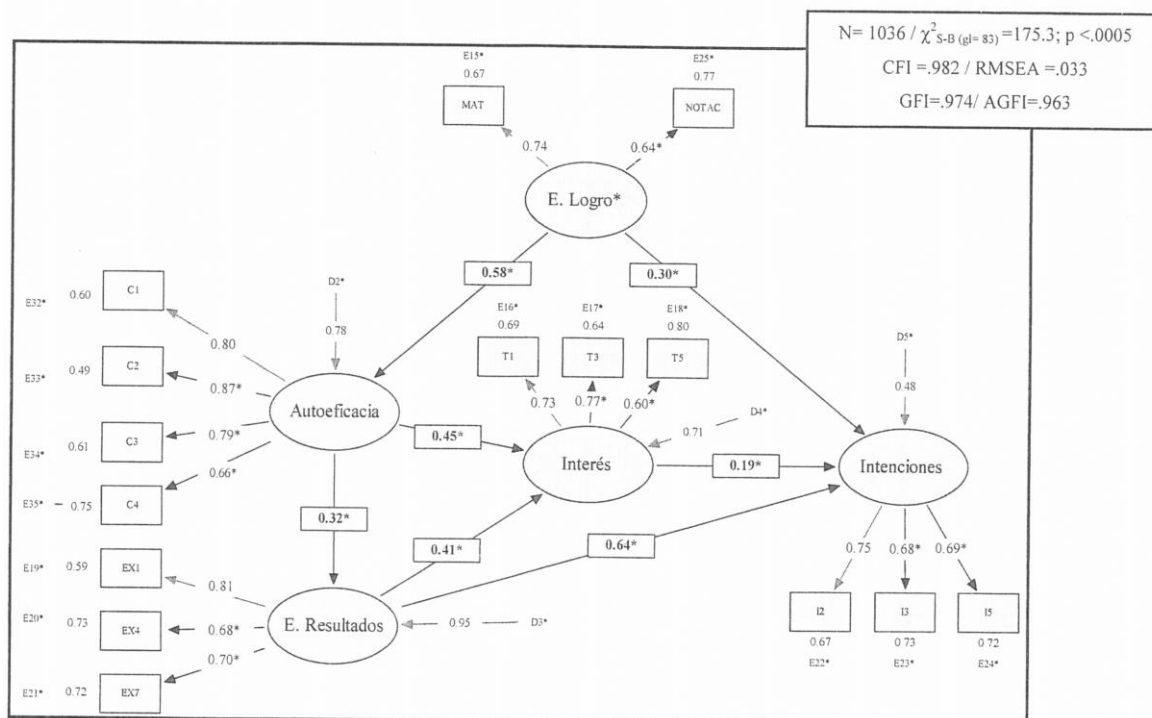 N= 1036 / χ²S-B (gl= 83) =175.3; p <.0005
CFI =.982 / RMSEA =.033
GFI=.974/ AGFI=.963
E15* E25*
0.67 0.77
MAT NOTAC
0.74 0.64*
E. Logro*
0.58* 0.30*
D2*
0.78
E32* 0.60 C1
0.80
E33* 0.49 C2
0.87*
Autoeficacia
E34* 0.61 C3
0.79*
E35* 0.75 C4
0.66*
E16* E17* E18*
0.69 0.64 0.80
T1 T3 T5
0.73 0.77* 0.60*
D4*
0.71
D5*
0.48
0.45*
Interés
0.19*
Intenciones
0.32*
0.41*
0.64*
0.75 0.68* 0.69*
I2 I3 I5
0.67 0.73 0.72
E22* E23* E24*
E19* 0.59 EX1
0.81
E20* 0.73 EX4
0.68*
E. Resultados
0.95 D3*
0.70*
E21* 0.72 EX7